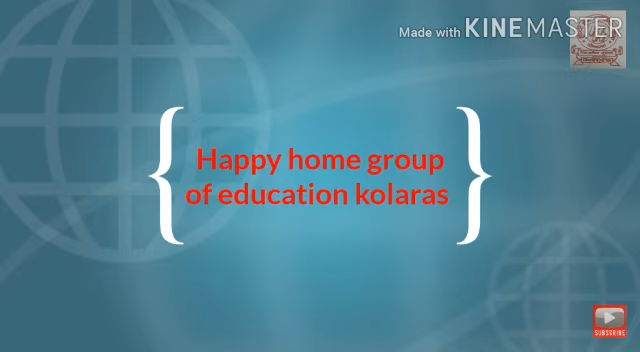 Made with KINEMASTER
{ Happy home group
of education kolaras }
SUBSCRIBE